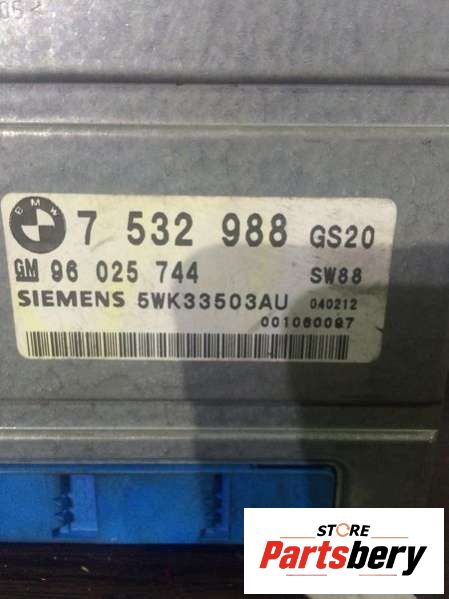 BMW
7 532 988 GS20
GM 96 025 744 SW88
SIEMENS 5WK33503AU 040212
001060097
STORE
Partsbery